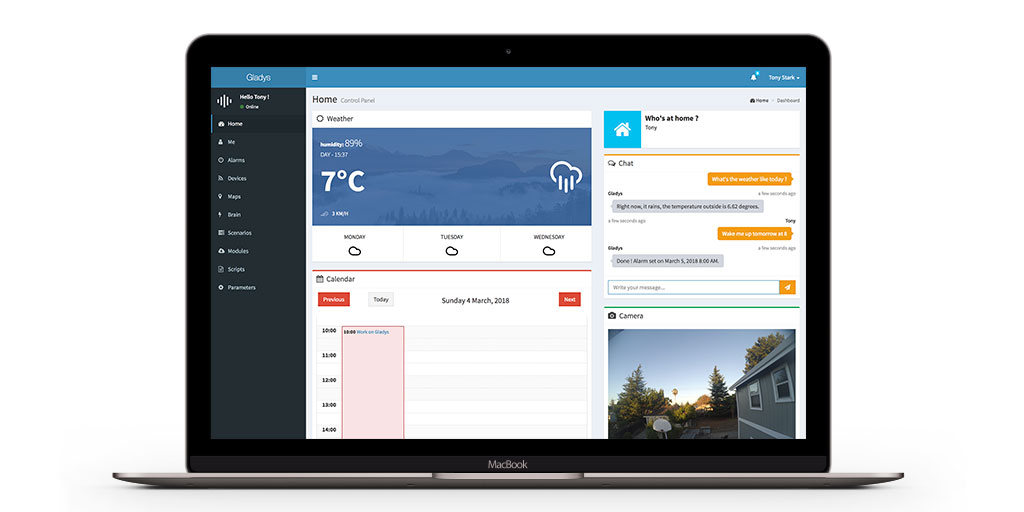 Gladys
Tony Stark
Hello Tony !
Online
Home
Me
Alarms
Devices
Maps
Brain
Scenarios
Modules
Scripts
Parameters
Home Control Panel
Home > Dashboard
Weather
humidity: 89%
DAY - 15:37
7°C
3 KM/H
MONDAY
TUESDAY
WEDNESDAY
Calendar
Previous
Today
Sunday 4 March, 2018
Next
10:00
10:00 Work on Gladys
11:00
12:00
13:00
14:00
Who's at home ?
Tony
Chat
What's the weather like today ?
Gladys
a few seconds ago
Right now, it rains, the temperature outside is 6.62 degrees.
a few seconds ago
Tony
Wake me up tomorrow at 8
Gladys
a few seconds ago
Done ! Alarm set on March 5, 2018 8:00 AM.
Write your message...
Camera
MacBook